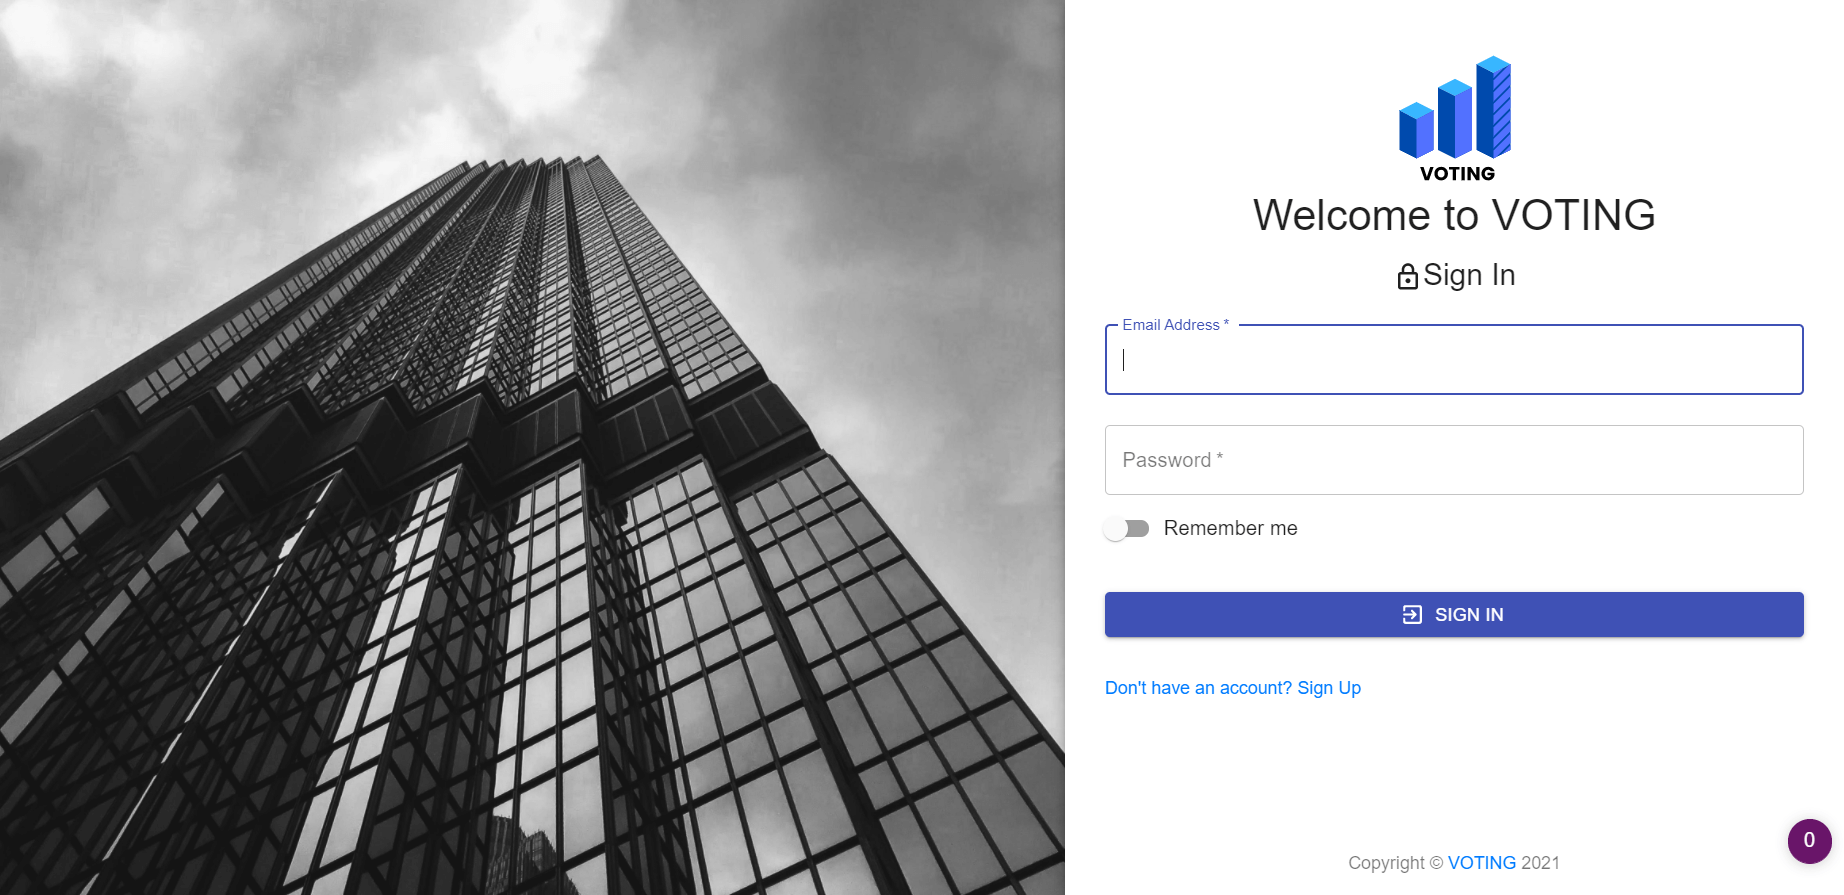 VOTING
Welcome to VOTING
Sign In
Email Address *
Password *
Remember me
SIGN IN
Don't have an account? Sign Up
0
Copyright © VOTING 2021